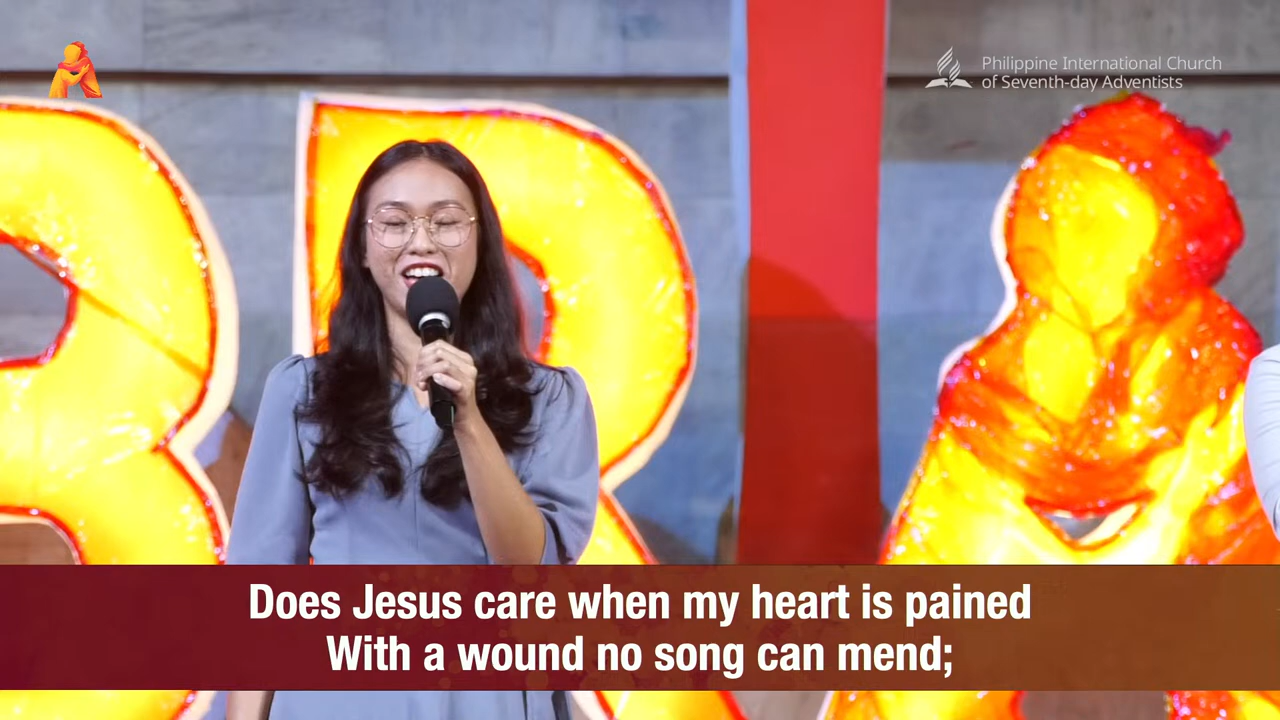 Philippine International Church
of Seventh-day Adventists
BR
Does Jesus care when my heart is pained
With a wound no song can mend;